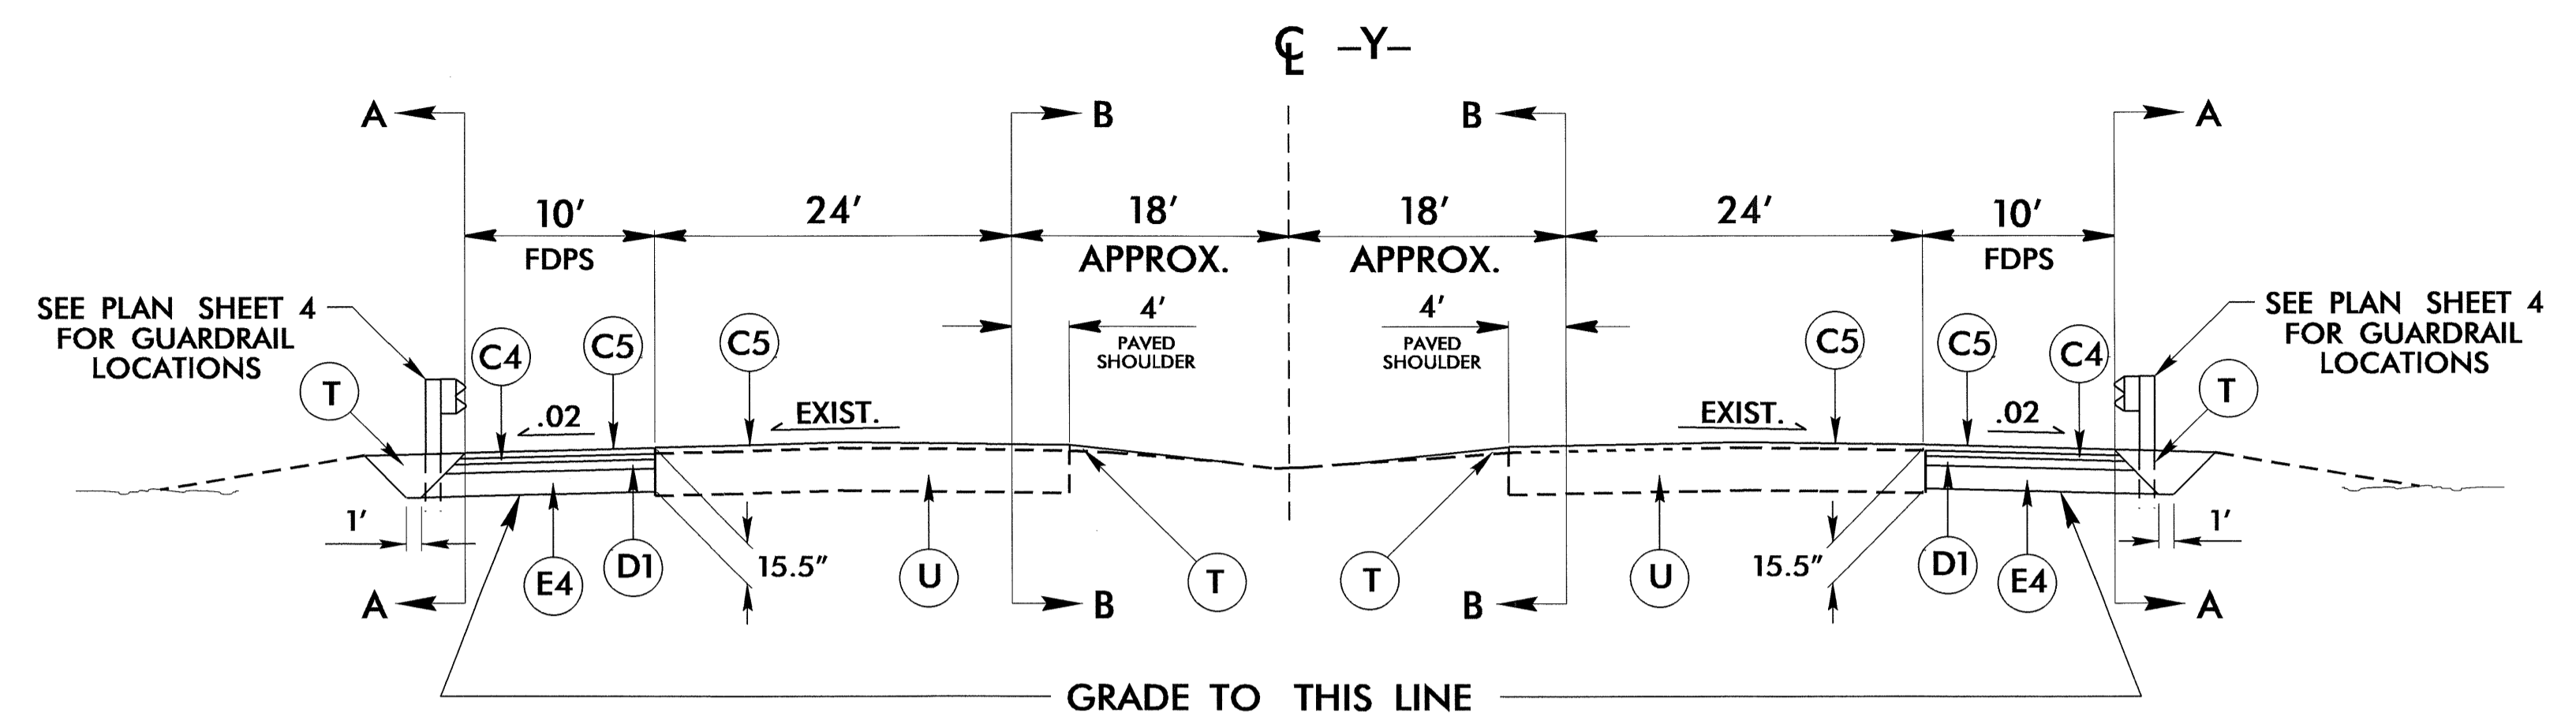 ℄ –Y–
A
B
B
A
10'
24'
18'
18'
24'
10'
FDPS
APPROX.
APPROX.
FDPS
SEE PLAN SHEET 4
FOR GUARDRAIL
LOCATIONS
4'
PAVED
SHOULDER
4'
PAVED
SHOULDER
SEE PLAN SHEET 4
FOR GUARDRAIL
LOCATIONS
T
C4
C5
C5
C5
C5
C4
T
.02
EXIST.
EXIST.
.02
1'
E4
D1
15.5"
U
T
T
U
15.5"
D1
E4
1'
A
B
B
A
GRADE TO THIS LINE